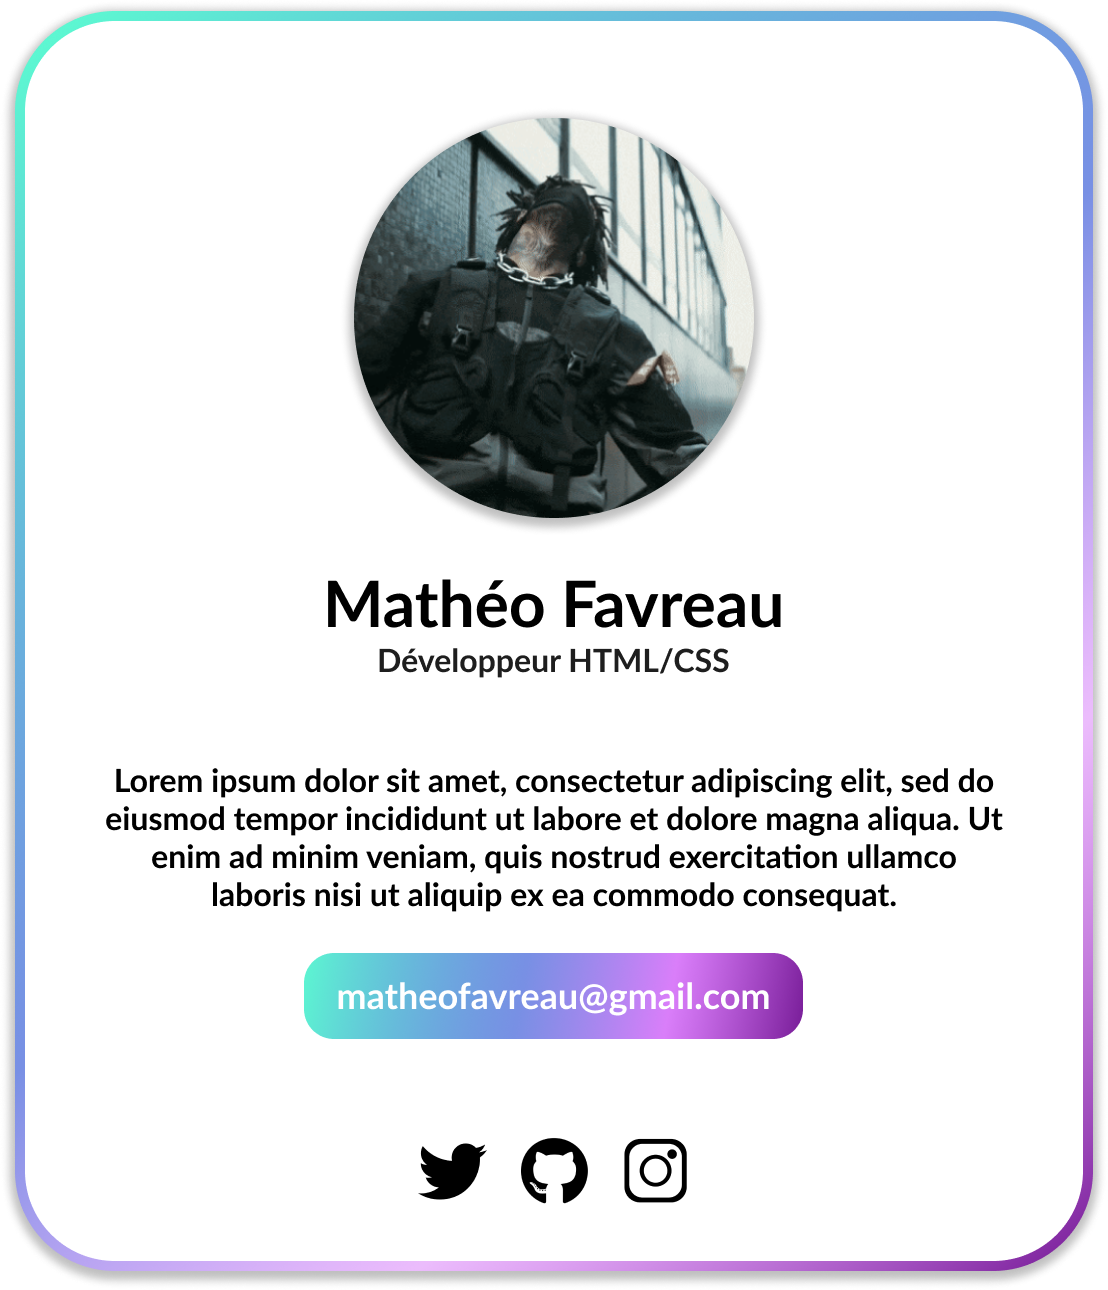 Mathéo Favreau
Développeur HTML/CSS
Lorem ipsum dolor sit amet, consectetur adipiscing elit, sed do
eiusmod tempor incididunt ut labore et dolore magna aliqua. Ut
enim ad minim veniam, quis nostrud exercitation ullamco
laboris nisi ut aliquip ex ea commodo consequat.
matheofavreau@gmail.com